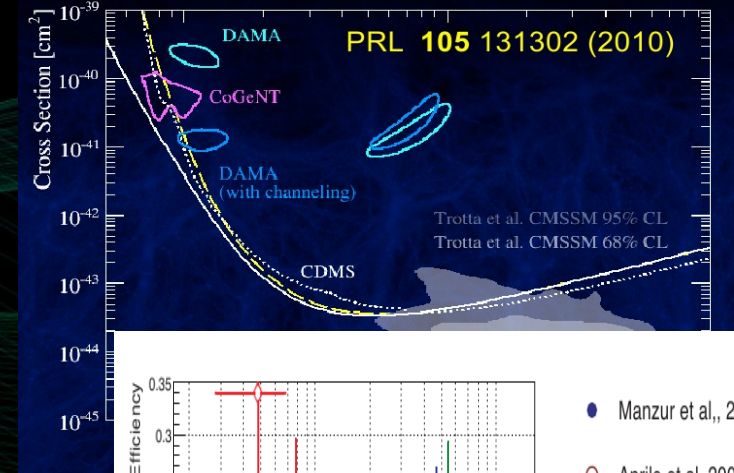 10^-39
Cross Section [cm^2]
DAMA
PRL 105 131302 (2010)
10^-40
CoGeNT
10^-41
DAMA
(with channeling)
10^-42
Trotta et al. CMSSM 95% CL
Trotta et al. CMSSM 68% CL
CDMS
10^-43
10^-44
10^-45
0.35
Efficiency
Manzur et al,, 2
0.3